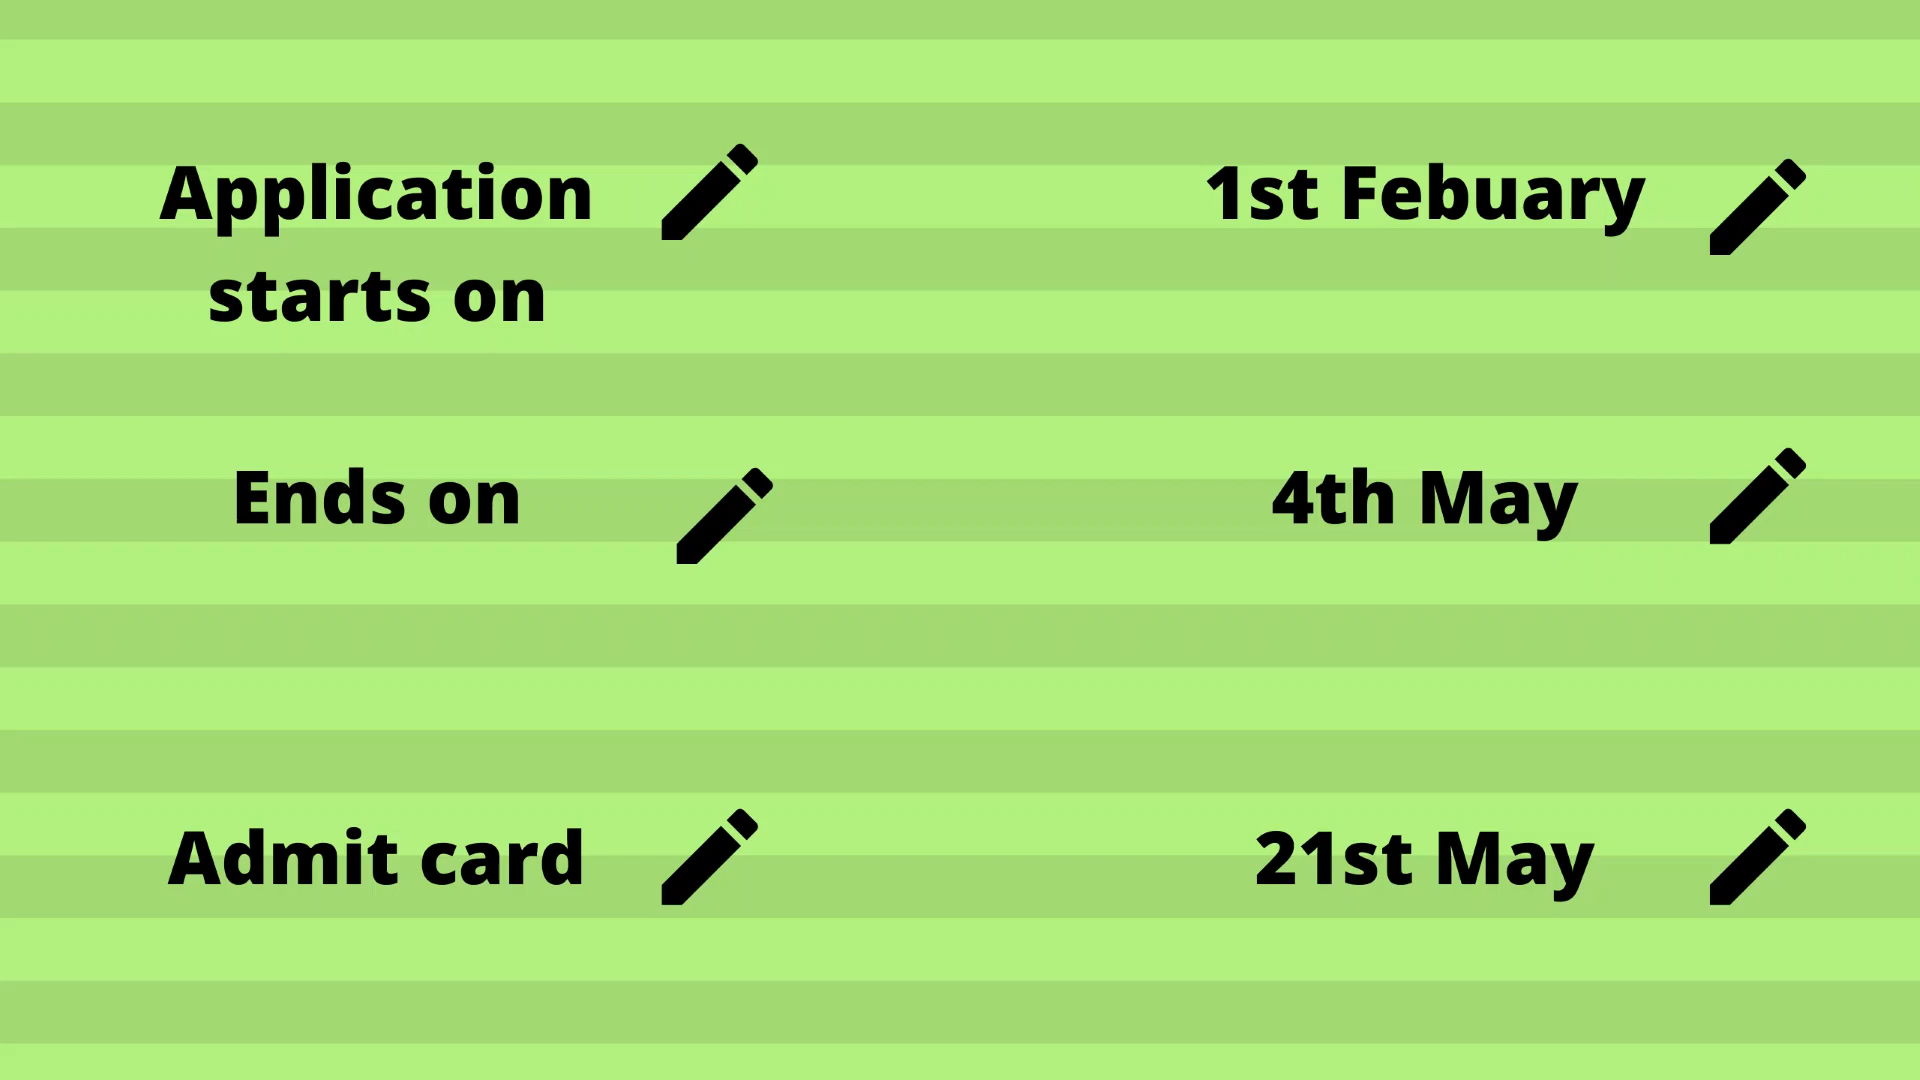 Application
starts on
1st Febuary
Ends on
4th May
Admit card
21st May